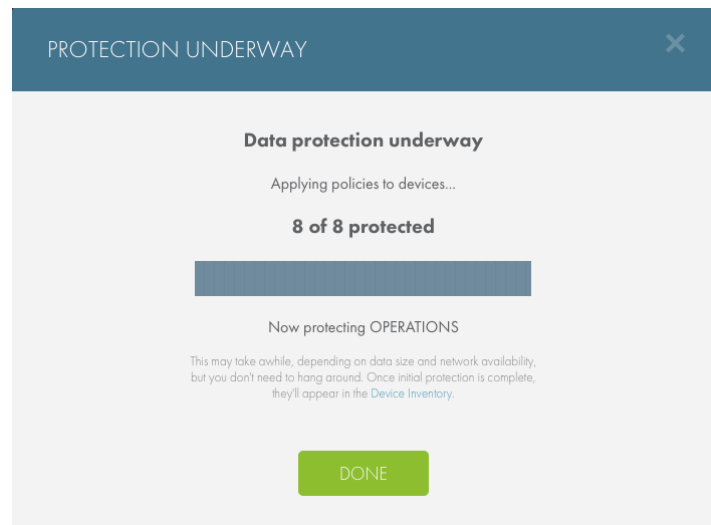 PROTECTION UNDERWAY
Data protection underway
Applying policies to devices...
8 of 8 protected
Now protecting OPERATIONS
This may take awhile, depending on data size and network availability,
but you don't need to hang around. Once initial protection is complete,
they'll appear in the Device Inventory.
DONE